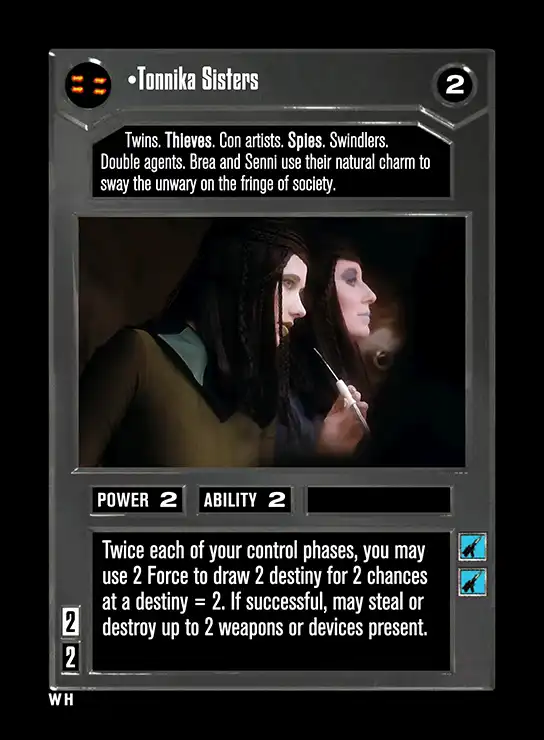 •Tonnika Sisters
2
Twins. Thieves. Con artists. Spies. Swindlers.
Double agents. Brea and Senni use their natural charm to
sway the unwary on the fringe of society.
POWER 2 ABILITY 2
Twice each of your control phases, you may
use 2 Force to draw 2 destiny for 2 chances
at a destiny = 2. If successful, may steal or
destroy up to 2 weapons or devices present.
2
2
W H